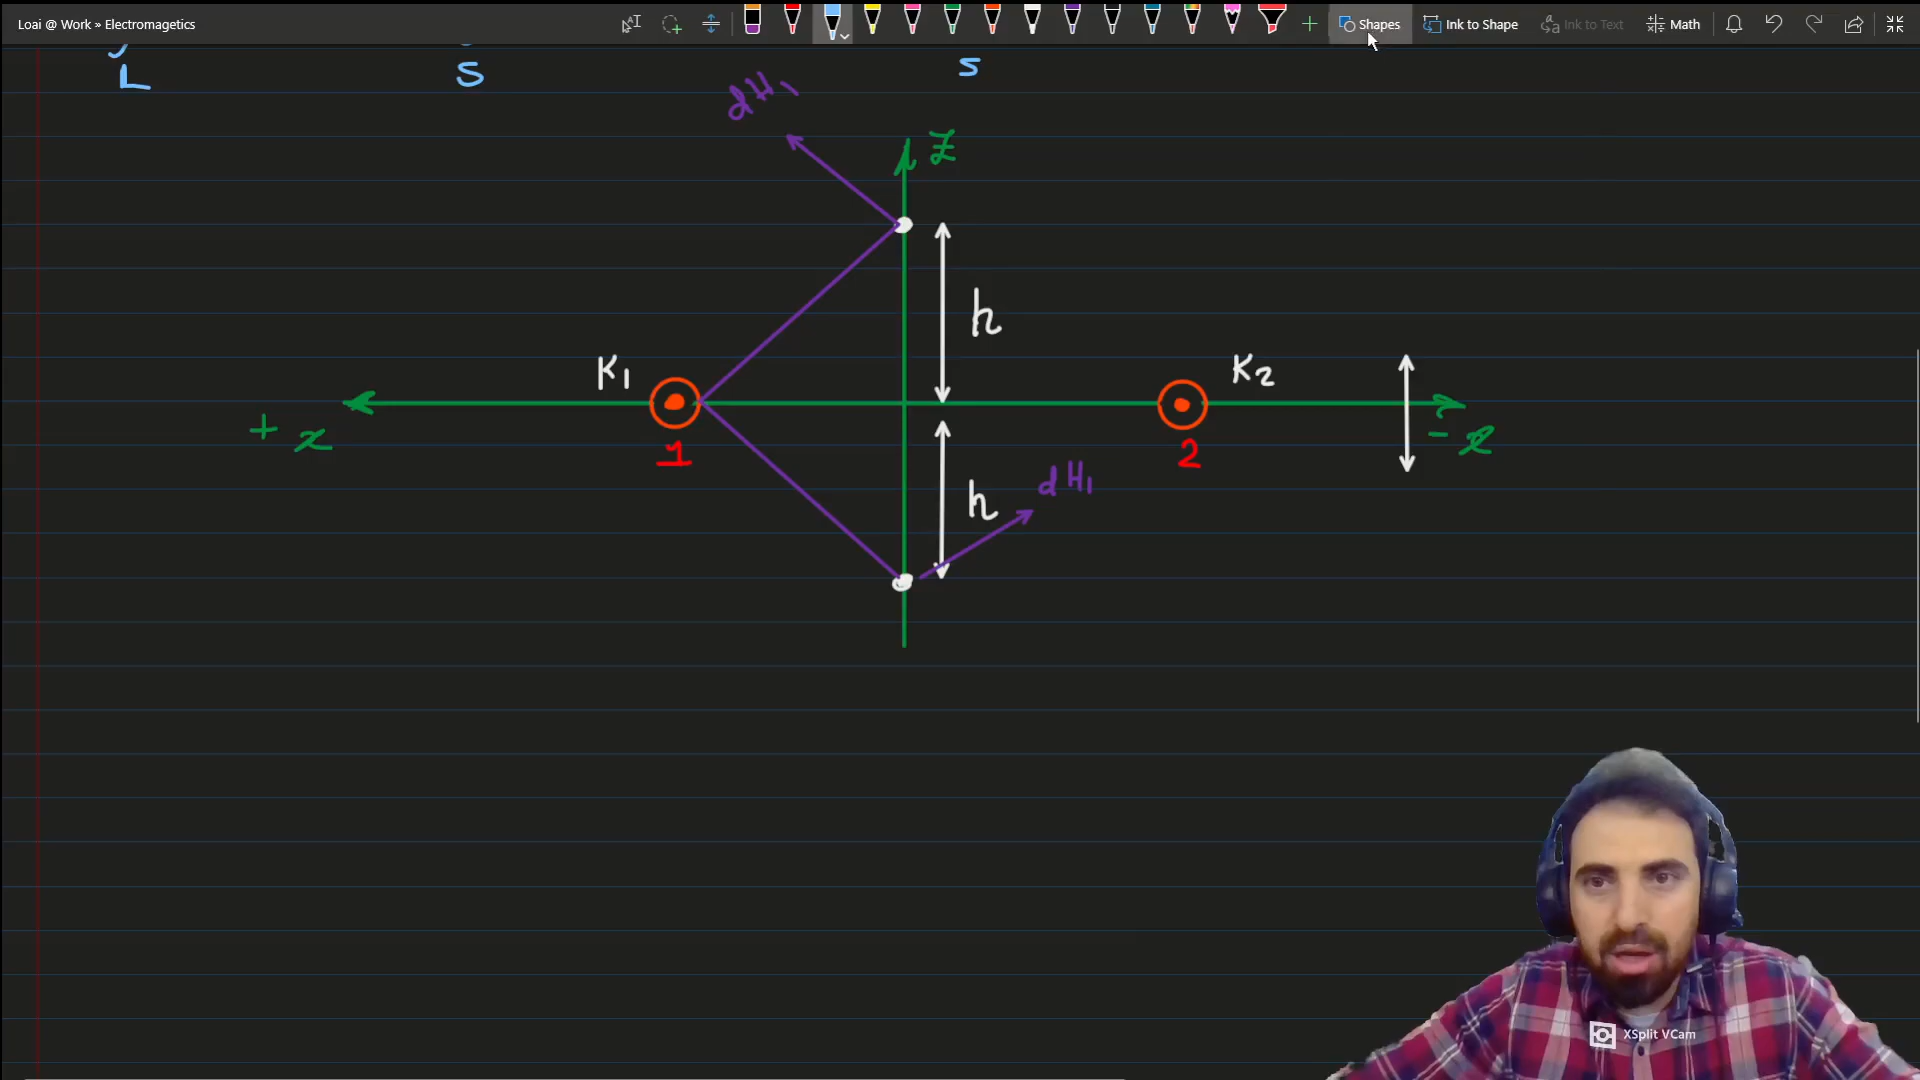 Loai @ Work » Electromagetics
Shapes
Ink to Shape
Ink to Text
Math
L
S
s
dH1
Z
h
K1
K2
+ x
- x
1
2
h
dH1
XSplit VCam